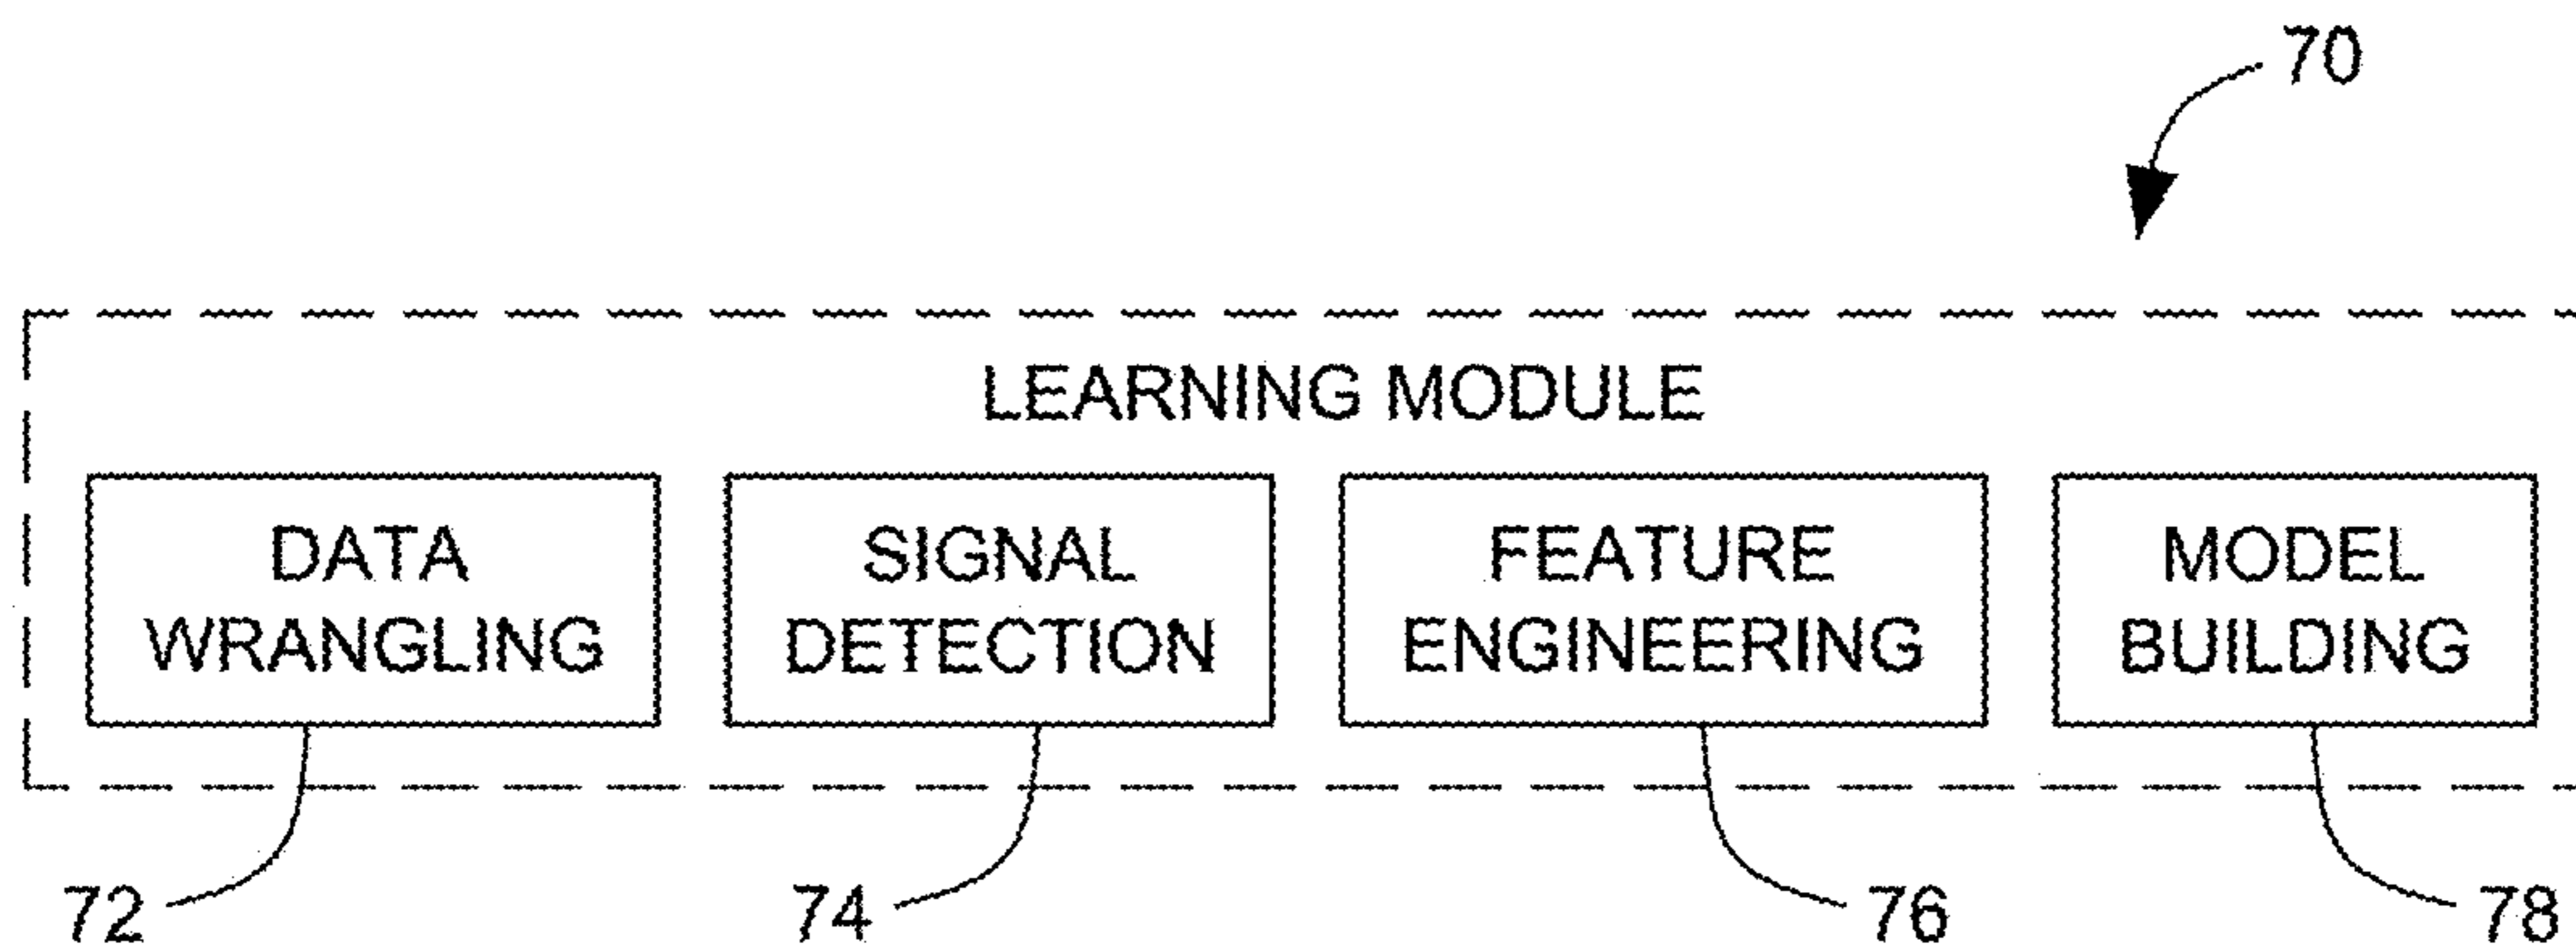 70
LEARNING MODULE
DATA
WRANGLING
SIGNAL
DETECTION
FEATURE
ENGINEERING
MODEL
BUILDING
72
74
76
78